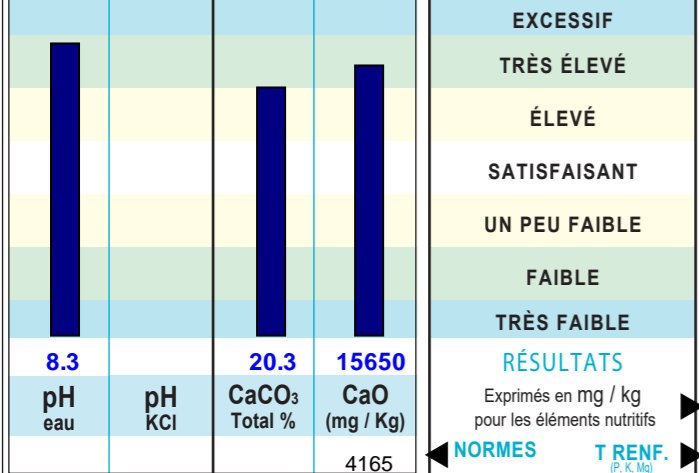 EXCESSIF
TRÈS ÉLEVÉ
ÉLEVÉ
SATISFAISANT
UN PEU FAIBLE
FAIBLE
TRÈS FAIBLE
8.3 20.3 15650 RÉSULTATS
pH pH CaCO₃ CaO Exprimés en mg / kg
eau KCl Total % (mg / Kg) pour les éléments nutritifs
4165 NORMES T RENF.
(P, K, Mg)